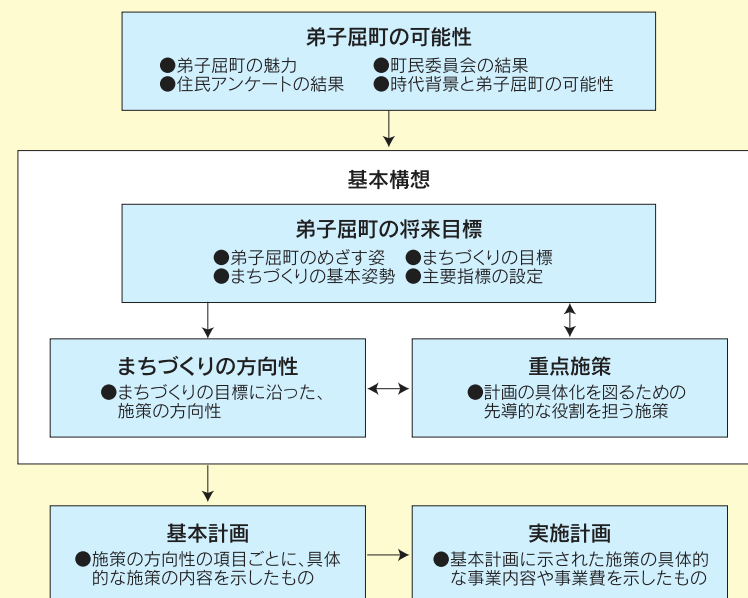 弟子屈町の可能性
●弟子屈町の魅力 ●町民委員会の結果
●住民アンケートの結果 ●時代背景と弟子屈町の可能性
基本構想
弟子屈町の将来目標
●弟子屈町のめざす姿 ●まちづくりの目標
●まちづくりの基本姿勢 ●主要指標の設定
まちづくりの方向性
●まちづくりの目標に沿った、
施策の方向性
重点施策
●計画の具体化を図るための
先導的な役割を担う施策
基本計画
●施策の方向性の項目ごとに、具体
的な施策の内容を示したもの
実施計画
●基本計画に示された施策の具体的
な事業内容や事業費を示したもの